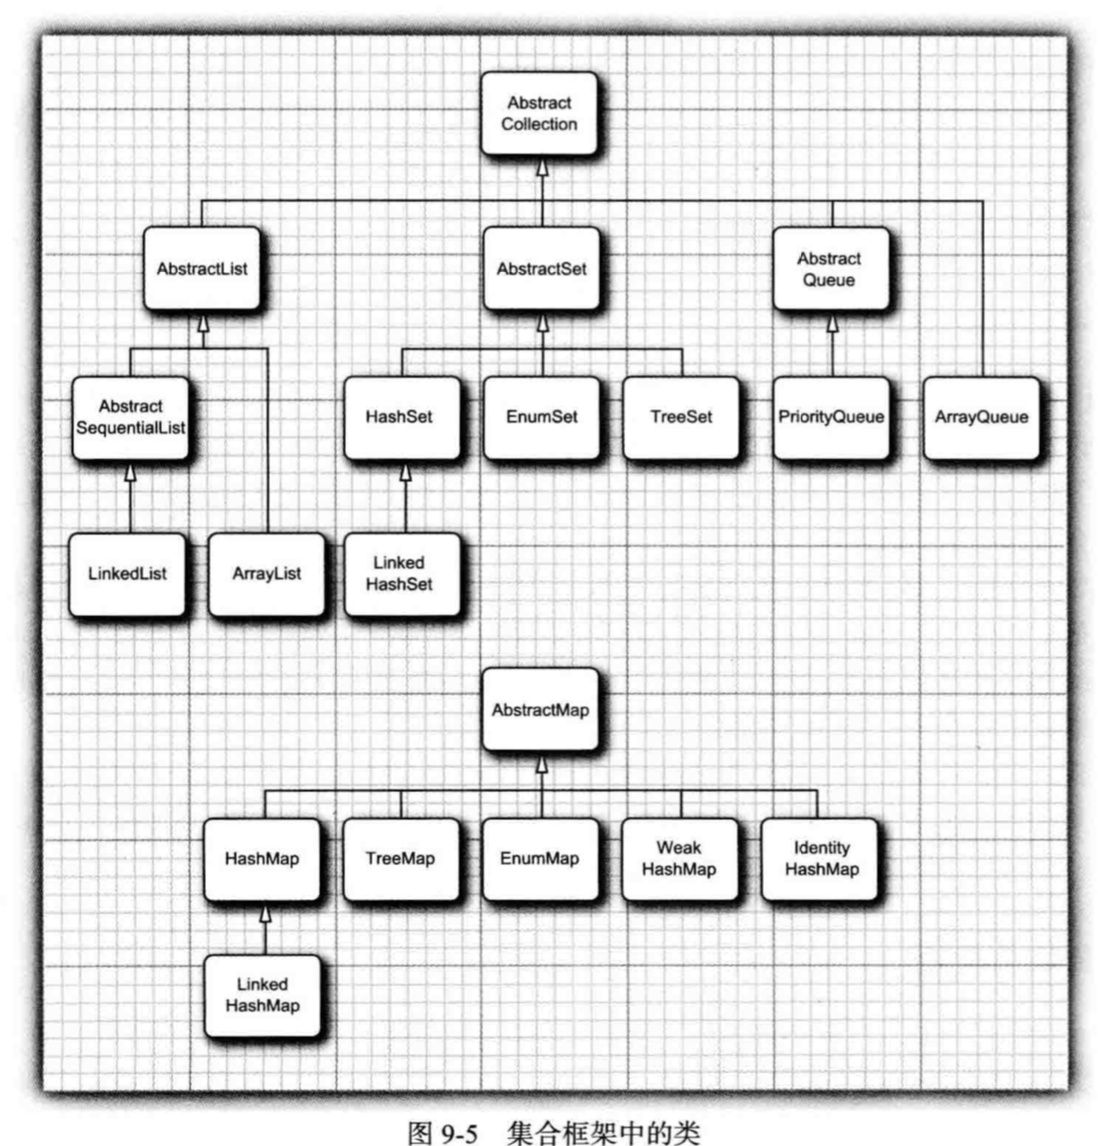 Abstract
Collection
AbstractList
AbstractSet
Abstract
Queue
Abstract
SequentialList
HashSet
EnumSet
TreeSet
PriorityQueue
ArrayQueue
LinkedList
ArrayList
Linked
HashSet
AbstractMap
HashMap
TreeMap
EnumMap
Weak
HashMap
Identity
HashMap
Linked
HashMap
图 9-5 集合框架中的类